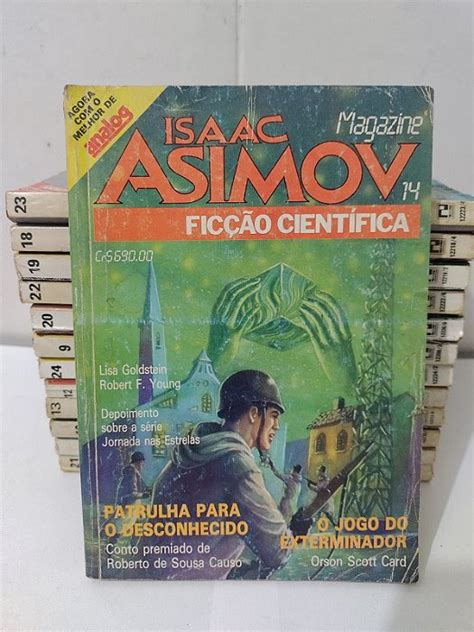 AGORA
COM O
MELHOR DE
analog
ISAAC
Magazine
ASIMOV
14
FICÇÃO CIENTÍFICA
Cr$690.00
Lisa Goldstein
Robert F. Young
Depoimento
sobre a série
Jornada nas Estrelas
PATRULHA PARA
O DESCONHECIDO
Conto premiado de
Roberto de Sousa Causo
O JOGO DO
EXTERMINADOR
Orson Scott Card
23
18
19
22
20
9
24
13
12
21